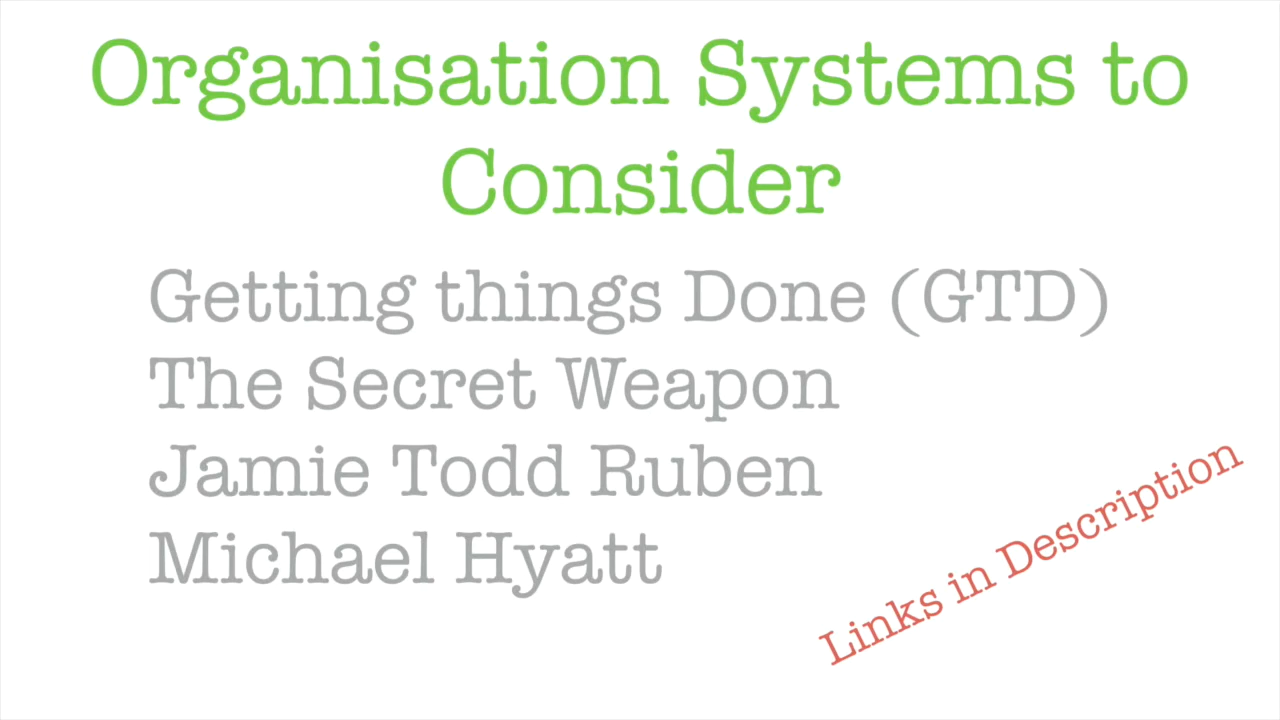 Organisation Systems to
Consider
Getting things Done (GTD)
The Secret Weapon
Jamie Todd Ruben
Michael Hyatt
Links in Description